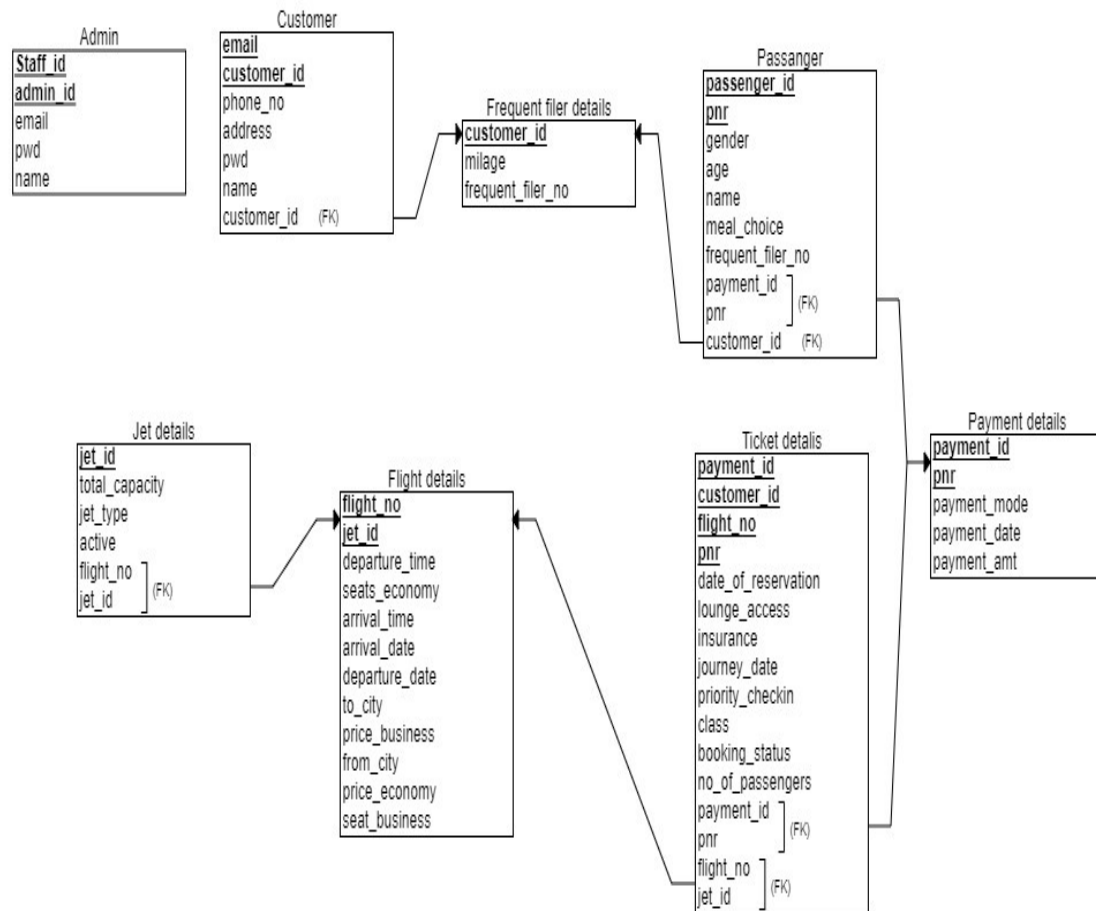 Admin
Staff_id
admin_id
email
pwd
name
Customer
email
customer_id
phone_no
address
pwd
name
customer_id (FK)
Frequent filer details
customer_id
milage
frequent_filer_no
Passanger
passenger_id
pnr
gender
age
name
meal_choice
frequent_filer_no
payment_id
pnr
(FK)
customer_id (FK)
Jet details
jet_id
total_capacity
jet_type
active
flight_no
jet_id
(FK)
Flight details
flight_no
jet_id
departure_time
seats_economy
arrival_time
arrival_date
departure_date
to_city
price_business
from_city
price_economy
seat_business
Ticket detalis
payment_id
customer_id
flight_no
pnr
date_of_reservation
lounge_access
insurance
journey_date
priority_checkin
class
booking_status
no_of_passengers
payment_id
pnr
(FK)
flight_no
jet_id
(FK)
Payment details
payment_id
pnr
payment_mode
payment_date
payment_amt